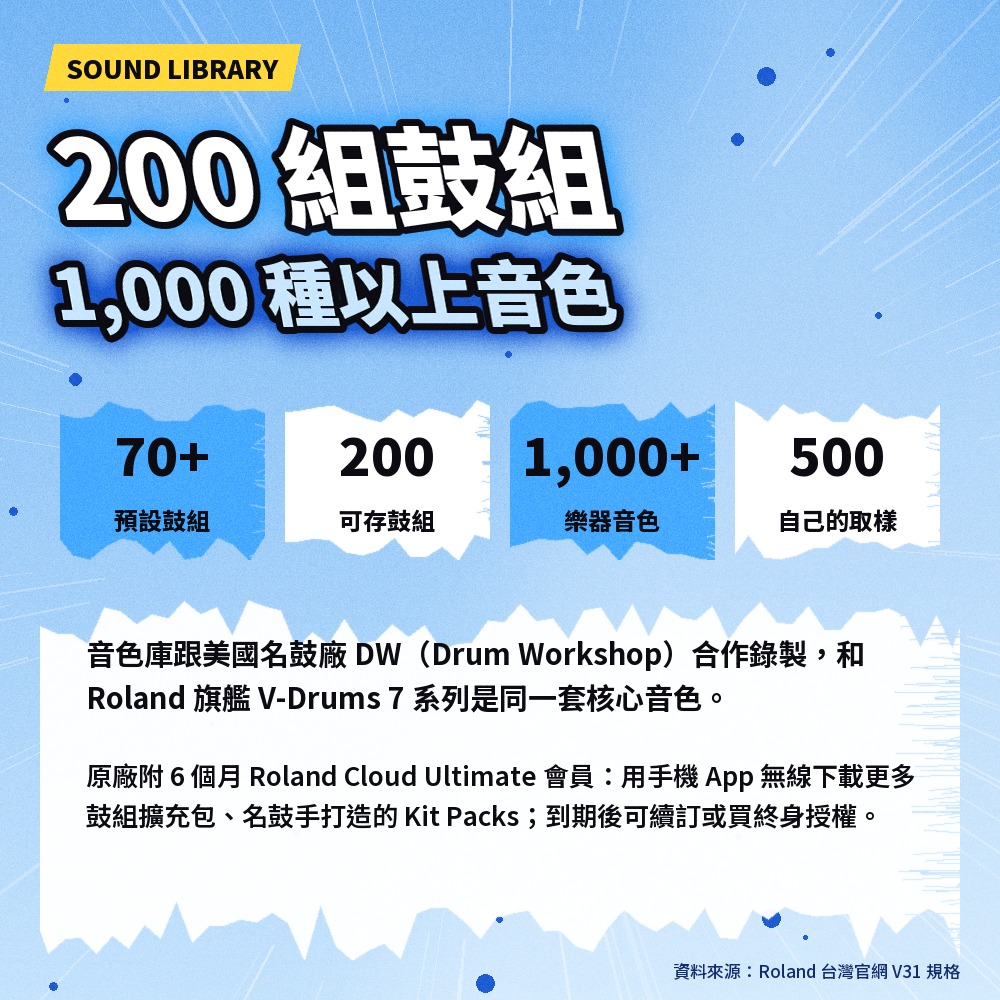 SOUND LIBRARY
200 組鼓組
1,000 種以上音色
70+
預設鼓組
200
可存鼓組
1,000+
樂器音色
500
自己的取樣
音色庫跟美國名鼓廠 DW（Drum Workshop）合作錄製，和
Roland 旗艦 V-Drums 7 系列是同一套核心音色。
原廠附 6 個月 Roland Cloud Ultimate 會員：用手機 App 無線下載更多
鼓組擴充包、名鼓手打造的 Kit Packs；到期後可續訂或買終身授權。
資料來源：Roland 台灣官網 V31 規格